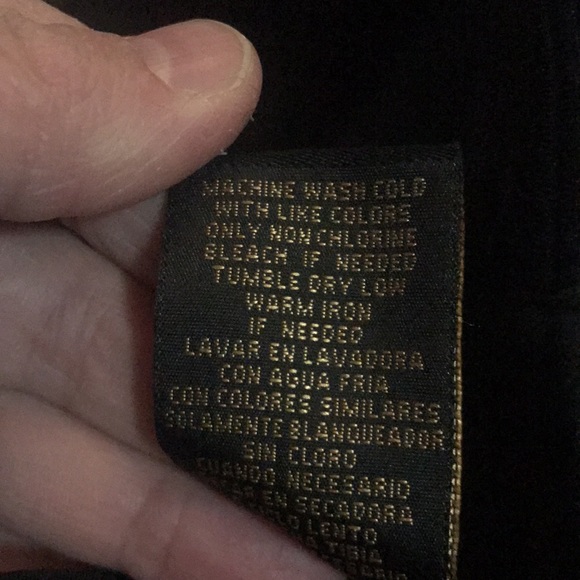 MACHINE WASH COLD
WITH LIKE COLORS
ONLY NON CHLORINE
BLEACH IF NEEDED
TUMBLE DRY LOW
WARM IRON
IF NEEDED
LAVAR EN LAVADORA
CON AGUA FRIA
CON COLORES SIMILARES
SOLAMENTE BLANQUEADOR
SIN CLORO
CUANDO NECESARIO
EN SECADORA
LENTO
TIBIA